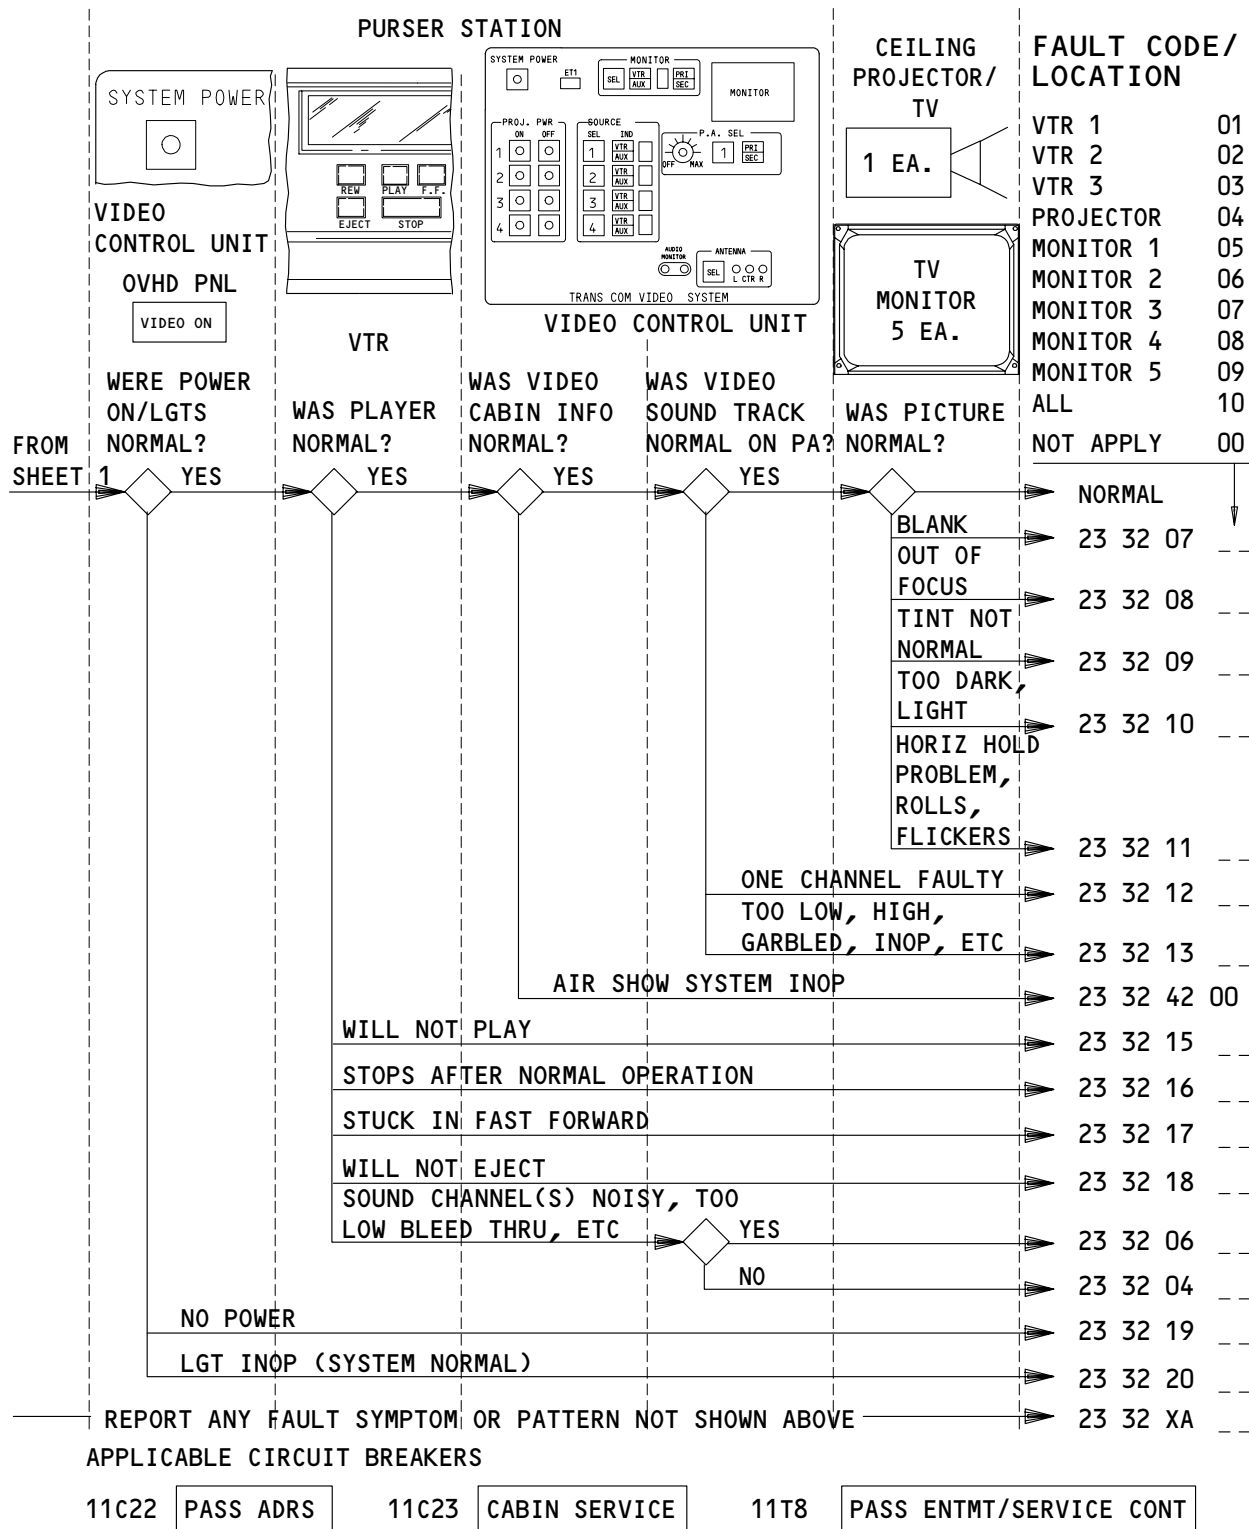 PURSER STATION
SYSTEM POWER
VIDEO
CONTROL UNIT
OVHD PNL
VIDEO ON
REW PLAY F.F.
EJECT STOP
VTR
SYSTEM POWER
ET1
MONITOR
SEL VTR AUX PRI SEC
MONITOR
PROJ. PWR
ON OFF
1
2
3
4
SOURCE
SEL IND
1 VTR AUX
2 VTR AUX
3 VTR AUX
4 VTR AUX
P.A. SEL
OFF MAX 1 PRI SEC
AUDIO
MONITOR
ANTENNA
SEL L CTR R
TRANS COM VIDEO SYSTEM
VIDEO CONTROL UNIT
CEILING
PROJECTOR/
TV
1 EA.
TV
MONITOR
5 EA.
FAULT CODE/
LOCATION
VTR 1 01
VTR 2 02
VTR 3 03
PROJECTOR 04
MONITOR 1 05
MONITOR 2 06
MONITOR 3 07
MONITOR 4 08
MONITOR 5 09
ALL 10
NOT APPLY 00
FROM
SHEET 1
WERE POWER
ON/LGTS
NORMAL?
YES
WAS PLAYER
NORMAL?
YES
WAS VIDEO
CABIN INFO
NORMAL?
YES
WAS VIDEO
SOUND TRACK
NORMAL ON PA?
YES
WAS PICTURE
NORMAL?
NORMAL
BLANK
23 32 07 _ _
OUT OF
FOCUS
23 32 08 _ _
TINT NOT
NORMAL
23 32 09 _ _
TOO DARK,
LIGHT
23 32 10 _ _
HORIZ HOLD
PROBLEM,
ROLLS,
FLICKERS
23 32 11 _ _
ONE CHANNEL FAULTY
23 32 12 _ _
TOO LOW, HIGH,
GARBLED, INOP, ETC
23 32 13 _ _
AIR SHOW SYSTEM INOP
23 32 42 00
WILL NOT PLAY
23 32 15 _ _
STOPS AFTER NORMAL OPERATION
23 32 16 _ _
STUCK IN FAST FORWARD
23 32 17 _ _
WILL NOT EJECT
23 32 18 _ _
SOUND CHANNEL(S) NOISY, TOO
LOW BLEED THRU, ETC
YES
23 32 06 _ _
NO
23 32 04 _ _
NO POWER
23 32 19 _ _
LGT INOP (SYSTEM NORMAL)
23 32 20 _ _
REPORT ANY FAULT SYMPTOM OR PATTERN NOT SHOWN ABOVE
23 32 XA _ _
APPLICABLE CIRCUIT BREAKERS
11C22 PASS ADRS 11C23 CABIN SERVICE 11T8 PASS ENTMT/SERVICE CONT